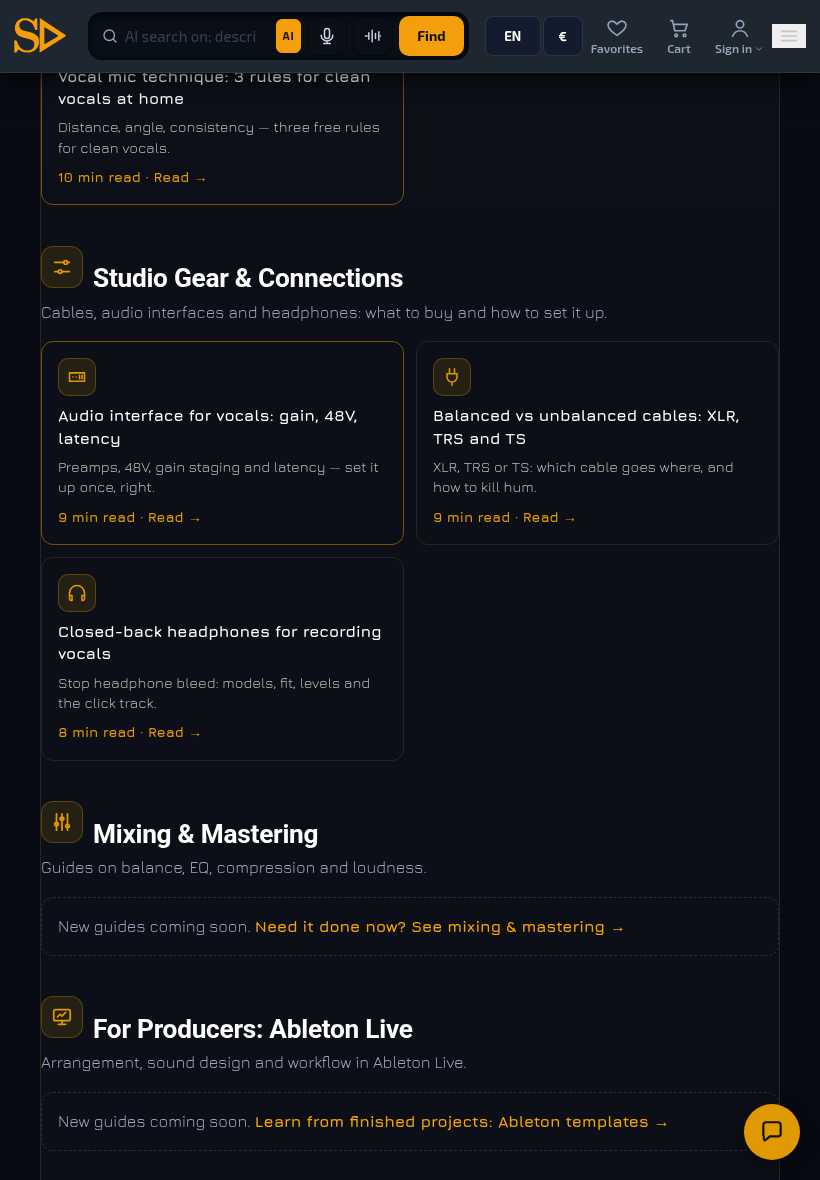 AI search on: descri
AI
Find
EN
€
Favorites
Cart
Sign in
Vocal mic technique: 3 rules for clean
vocals at home
Distance, angle, consistency — three free rules
for clean vocals.
10 min read · Read →
Studio Gear & Connections
Cables, audio interfaces and headphones: what to buy and how to set it up.
Audio interface for vocals: gain, 48V,
latency
Preamps, 48V, gain staging and latency — set it
up once, right.
9 min read · Read →
Balanced vs unbalanced cables: XLR,
TRS and TS
XLR, TRS or TS: which cable goes where, and
how to kill hum.
9 min read · Read →
Closed-back headphones for recording
vocals
Stop headphone bleed: models, fit, levels and
the click track.
8 min read · Read →
Mixing & Mastering
Guides on balance, EQ, compression and loudness.
New guides coming soon. Need it done now? See mixing & mastering →
For Producers: Ableton Live
Arrangement, sound design and workflow in Ableton Live.
New guides coming soon. Learn from finished projects: Ableton templates →